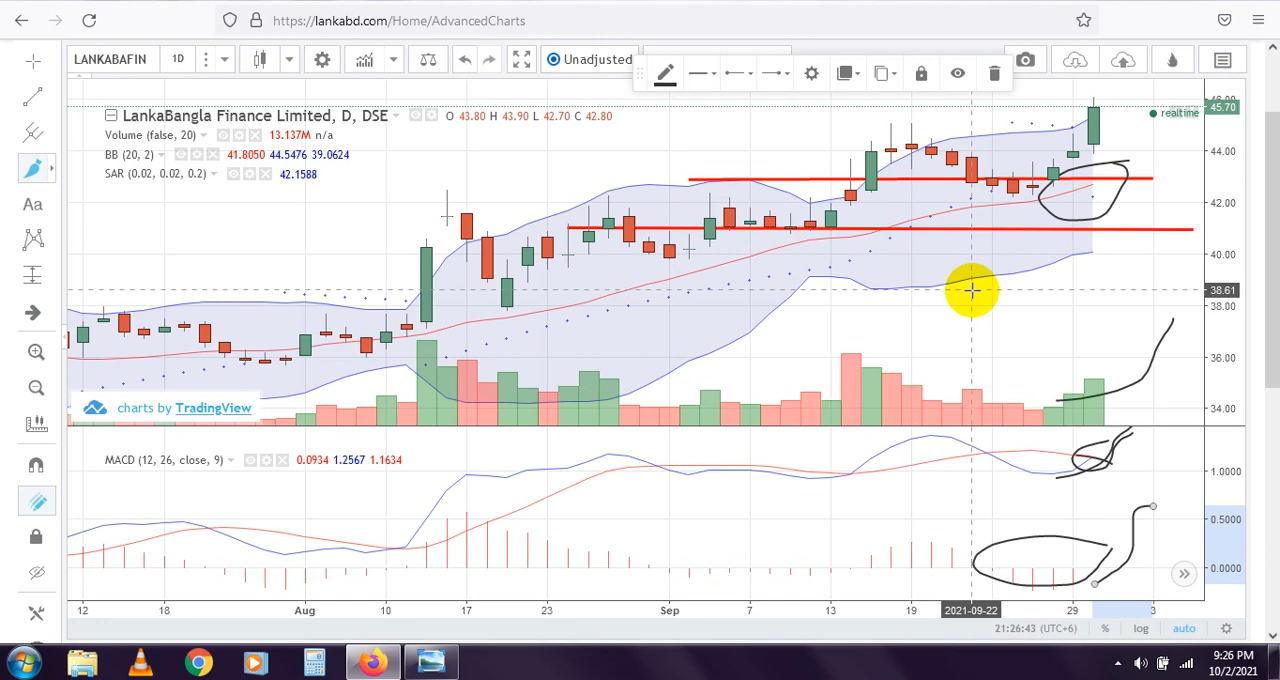 https://lankabd.com/Home/AdvancedCharts
LANKABAFIN 1D Unadjusted
LankaBangla Finance Limited, D, DSE O 43.80 H 43.90 L 42.70 C 42.80
Volume (false, 20) 13.137M n/a
BB (20, 2) 41.8050 44.5476 39.0624
SAR (0.02, 0.02, 0.2) 42.1588
45.70
realtime
44.00
42.00
40.00
38.61
38.00
36.00
34.00
Aa
charts by TradingView
MACD (12, 26, close, 9) 0.0934 1.2567 1.1634
1.0000
0.5000
0.0000
12 18 Aug 10 17 23 Sep 7 13 19 2021-09-22 29 3
21:26:43 (UTC+6) % log auto
9:26 PM
10/2/2021